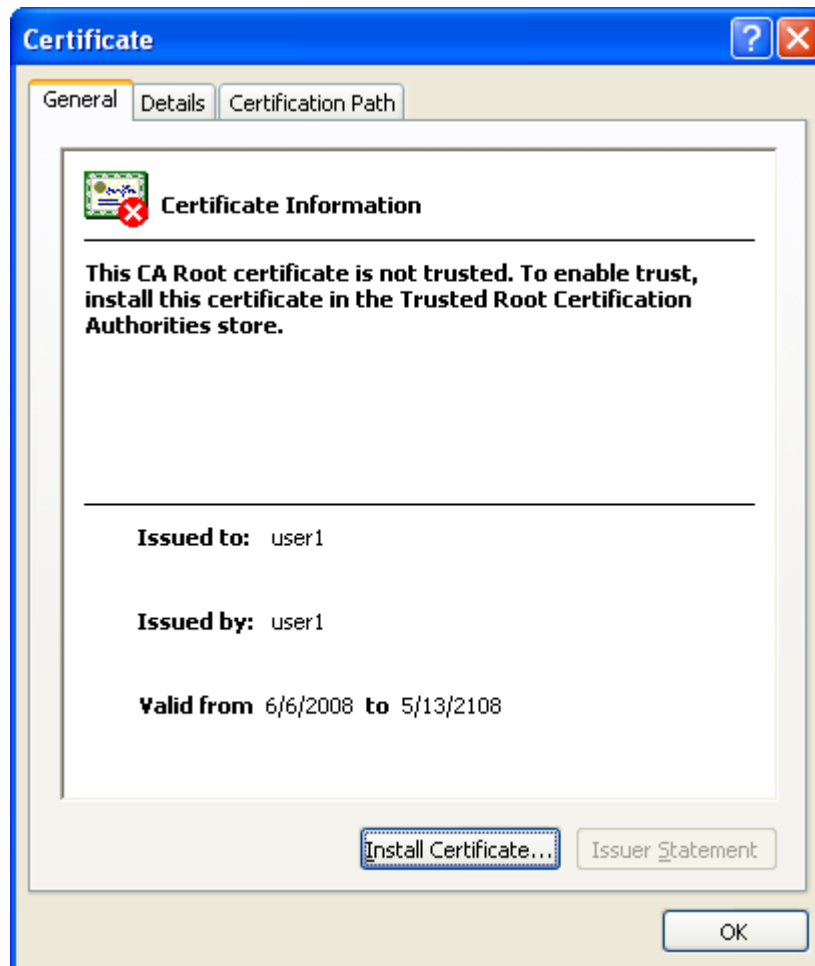 Certificate
General Details Certification Path
Certificate Information
This CA Root certificate is not trusted. To enable trust,
install this certificate in the Trusted Root Certification
Authorities store.
Issued to: user1
Issued by: user1
Valid from 6/6/2008 to 5/13/2108
Install Certificate... Issuer Statement
OK